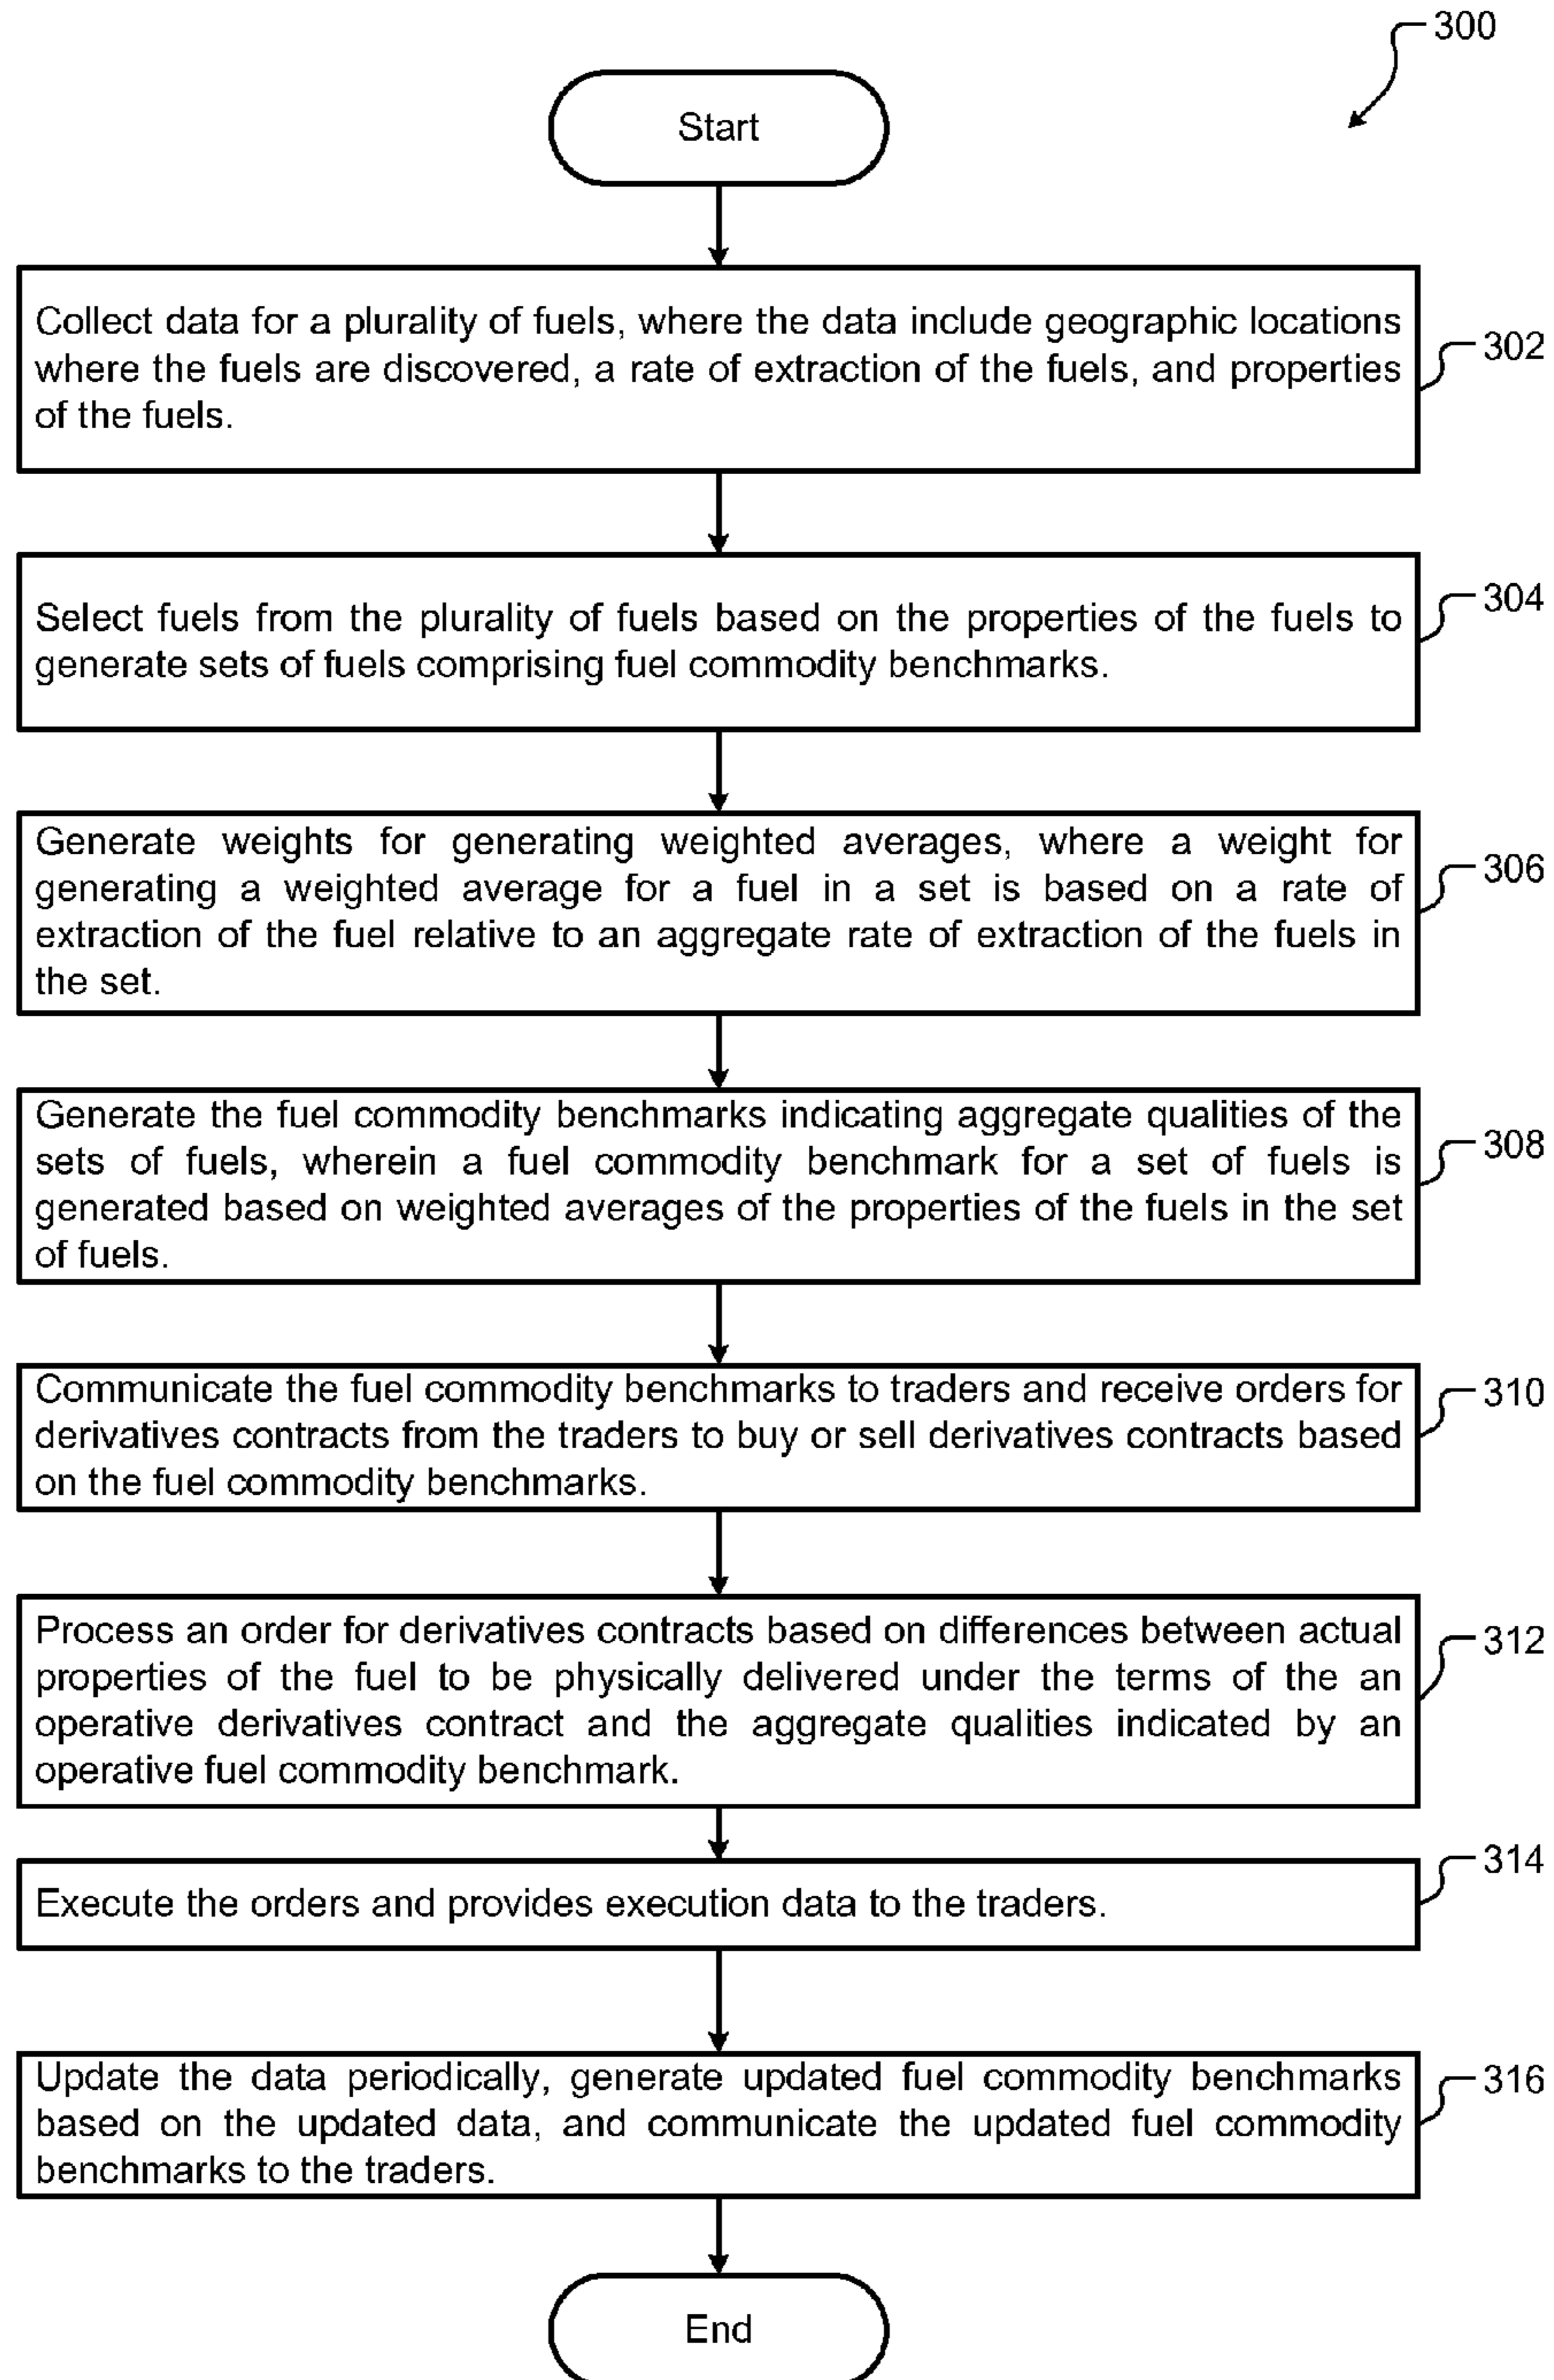 300
Start
Collect data for a plurality of fuels, where the data include geographic locations
where the fuels are discovered, a rate of extraction of the fuels, and properties
of the fuels.
302
Select fuels from the plurality of fuels based on the properties of the fuels to
generate sets of fuels comprising fuel commodity benchmarks.
304
Generate weights for generating weighted averages, where a weight for
generating a weighted average for a fuel in a set is based on a rate of
extraction of the fuel relative to an aggregate rate of extraction of the fuels in
the set.
306
Generate the fuel commodity benchmarks indicating aggregate qualities of the
sets of fuels, wherein a fuel commodity benchmark for a set of fuels is
generated based on weighted averages of the properties of the fuels in the set
of fuels.
308
Communicate the fuel commodity benchmarks to traders and receive orders for
derivatives contracts from the traders to buy or sell derivatives contracts based
on the fuel commodity benchmarks.
310
Process an order for derivatives contracts based on differences between actual
properties of the fuel to be physically delivered under the terms of the an
operative derivatives contract and the aggregate qualities indicated by an
operative fuel commodity benchmark.
312
Execute the orders and provides execution data to the traders.
314
Update the data periodically, generate updated fuel commodity benchmarks
based on the updated data, and communicate the updated fuel commodity
benchmarks to the traders.
316
End